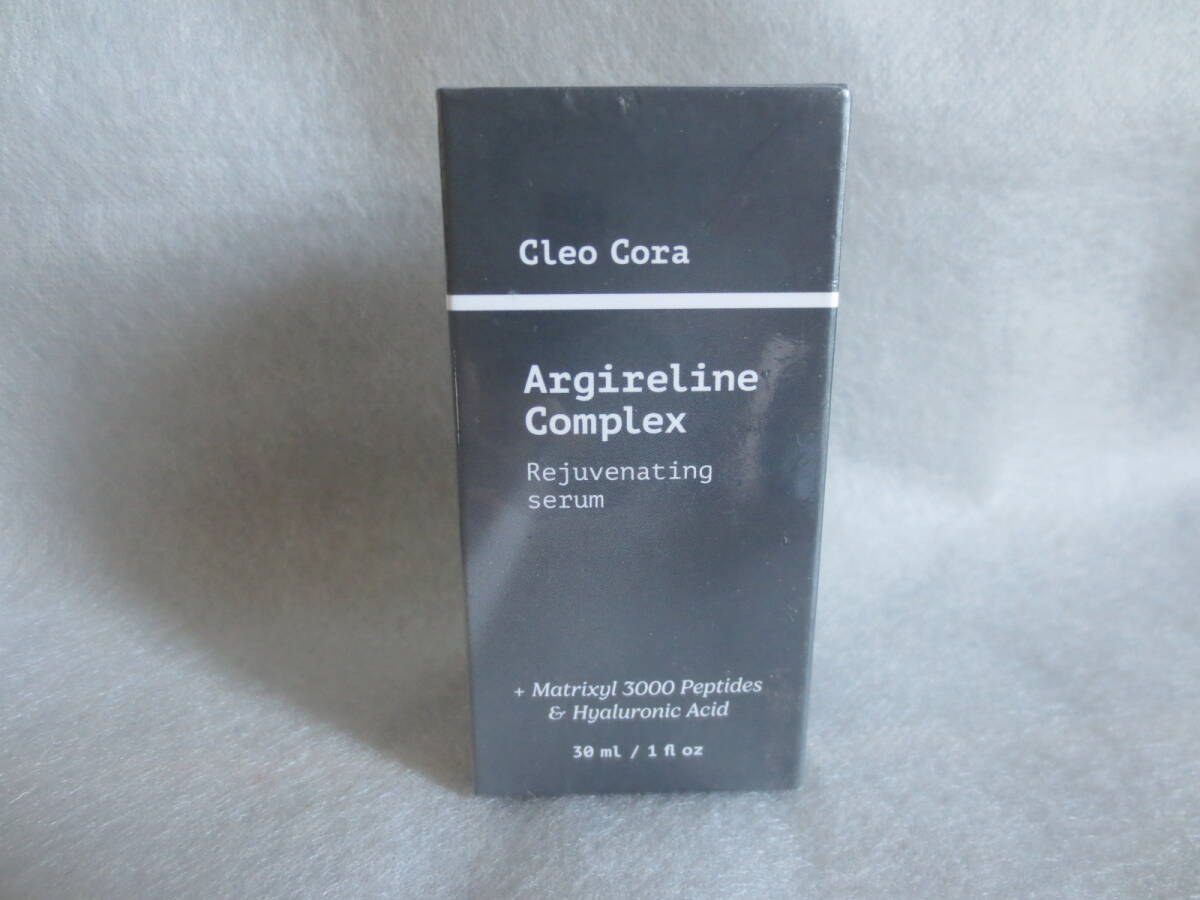 Cleo Cora
Argireline
Complex
Rejuvenating
serum
+ Matrixyl 3000 Peptides
& Hyaluronic Acid
30 ml / 1 fl oz